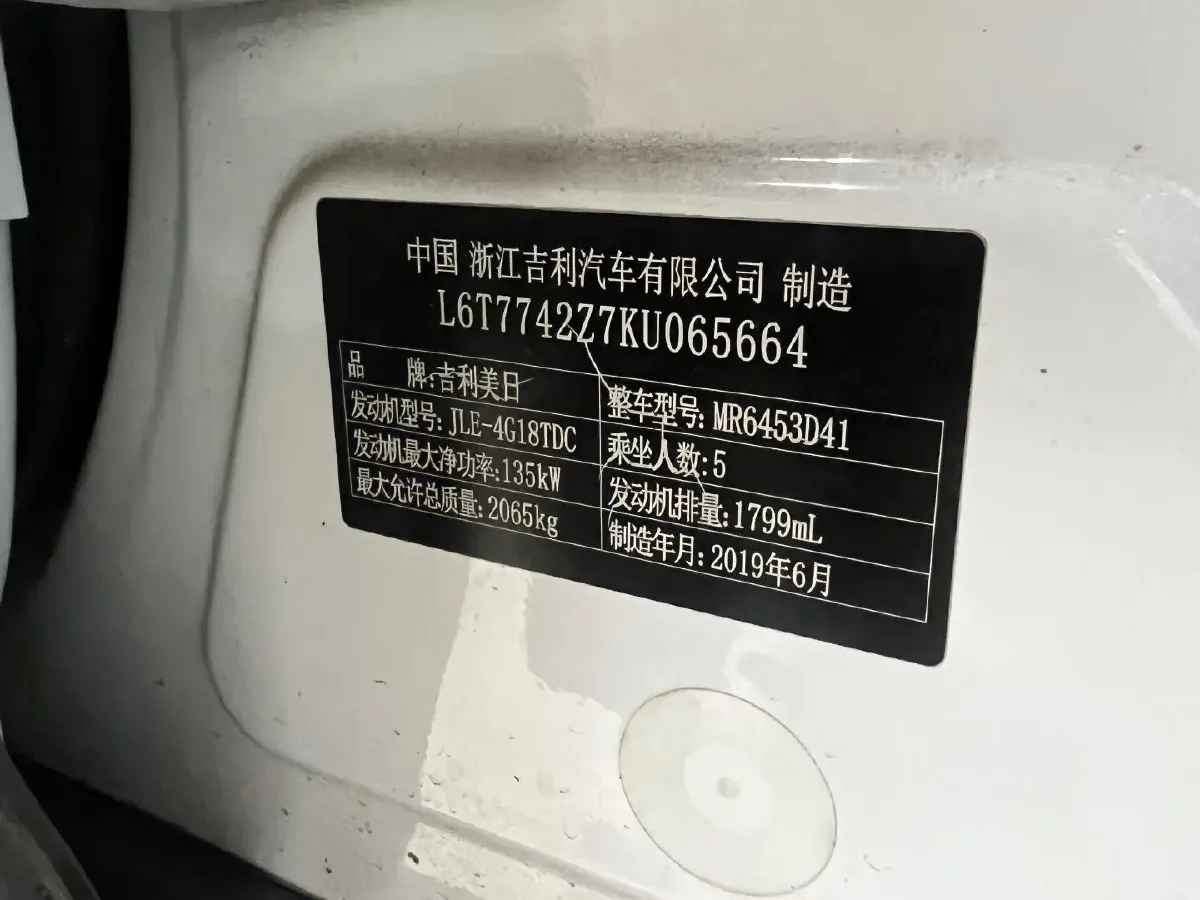 中国 浙江吉利汽车有限公司 制造
L6T7742Z7KU065664
品 牌:吉利美日 整车型号:MR6453D41
发动机型号:JLE-4G18TDC 乘坐人数:5
发动机最大净功率:135kW 发动机排量:1799mL
最大允许总质量:2065kg 制造年月:2019年6月